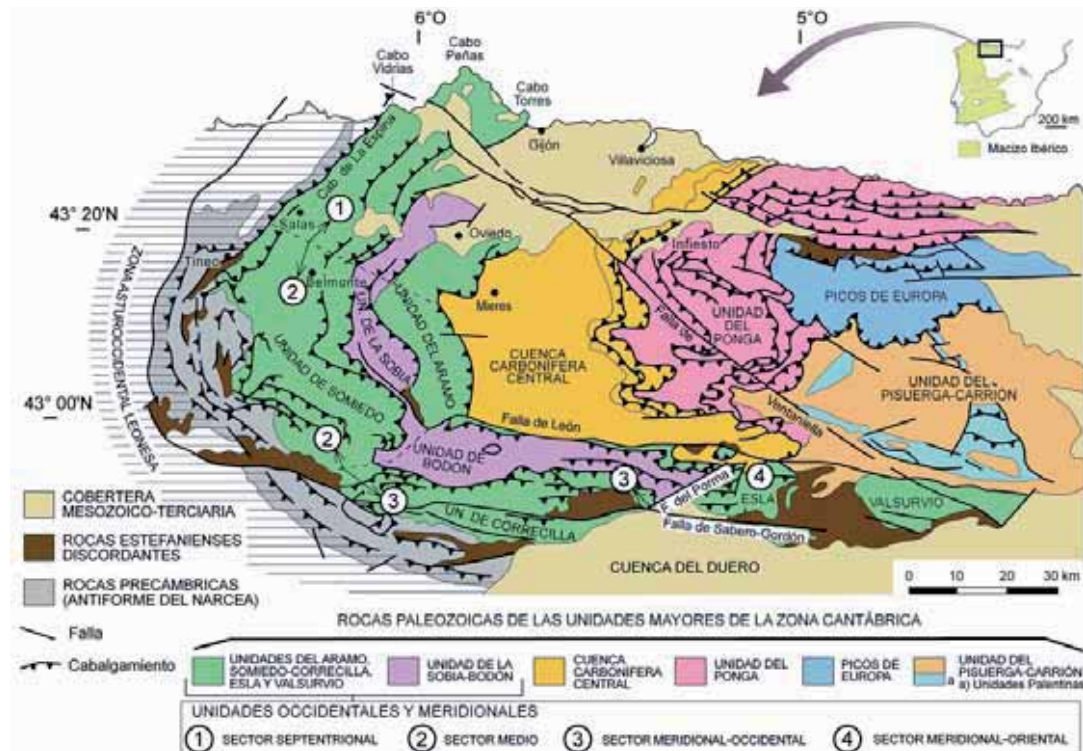 6°O
5°O
Cabo
Peñas
Cabo
Vidrias
Cabo
Torres
Gijón
Villaviciosa
200 km
Macizo Ibérico
43° 20'N
43° 00'N
ZONA ASTUROCCIDENTAL LEONESA
Cab. de La Espina
1
Salas
Tineo
2
Belmonte
Oviedo
Mieres
Infiesto
UN. DE LA SOBIA
UNIDAD DEL ARAMO
UNIDAD DE SOMIEDO
CUENCA
CARBONÍFERA
CENTRAL
Falla de
Ventaniella
UNIDAD
DEL
PONGA
PICOS DE EUROPA
UNIDAD DEL
PISUERGA-CARRIÓN
Falla de León
UNIDAD DE
BODÓN
2
3
3
4
F. del Porma
ESLA
VALSURVIO
UN. DE CORRECILLA
Falla de Sabero-Gordón
CUENCA DEL DUERO
0 10 20 30 km
COBERTERA
MESOZOICO-TERCIARIA
ROCAS ESTEFANIENSES
DISCORDANTES
ROCAS PRECÁMBRICAS
(ANTIFORME DEL NARCEA)
Falla
Cabalgamiento
ROCAS PALEOZOICAS DE LAS UNIDADES MAYORES DE LA ZONA CANTÁBRICA
UNIDADES DEL ARAMO,
SOMIEDO-CORRECILLA,
ESLA Y VALSURVIO
UNIDAD DE LA
SOBIA-BODÓN
CUENCA
CARBONÍFERA
CENTRAL
UNIDAD DEL
PONGA
PICOS DE
EUROPA
UNIDAD DEL
PISUERGA-CARRIÓN
a a) Unidades Palentinas
UNIDADES OCCIDENTALES Y MERIDIONALES
1 SECTOR SEPTENTRIONAL
2 SECTOR MEDIO
3 SECTOR MERIDIONAL-OCCIDENTAL
4 SECTOR MERIDIONAL-ORIENTAL